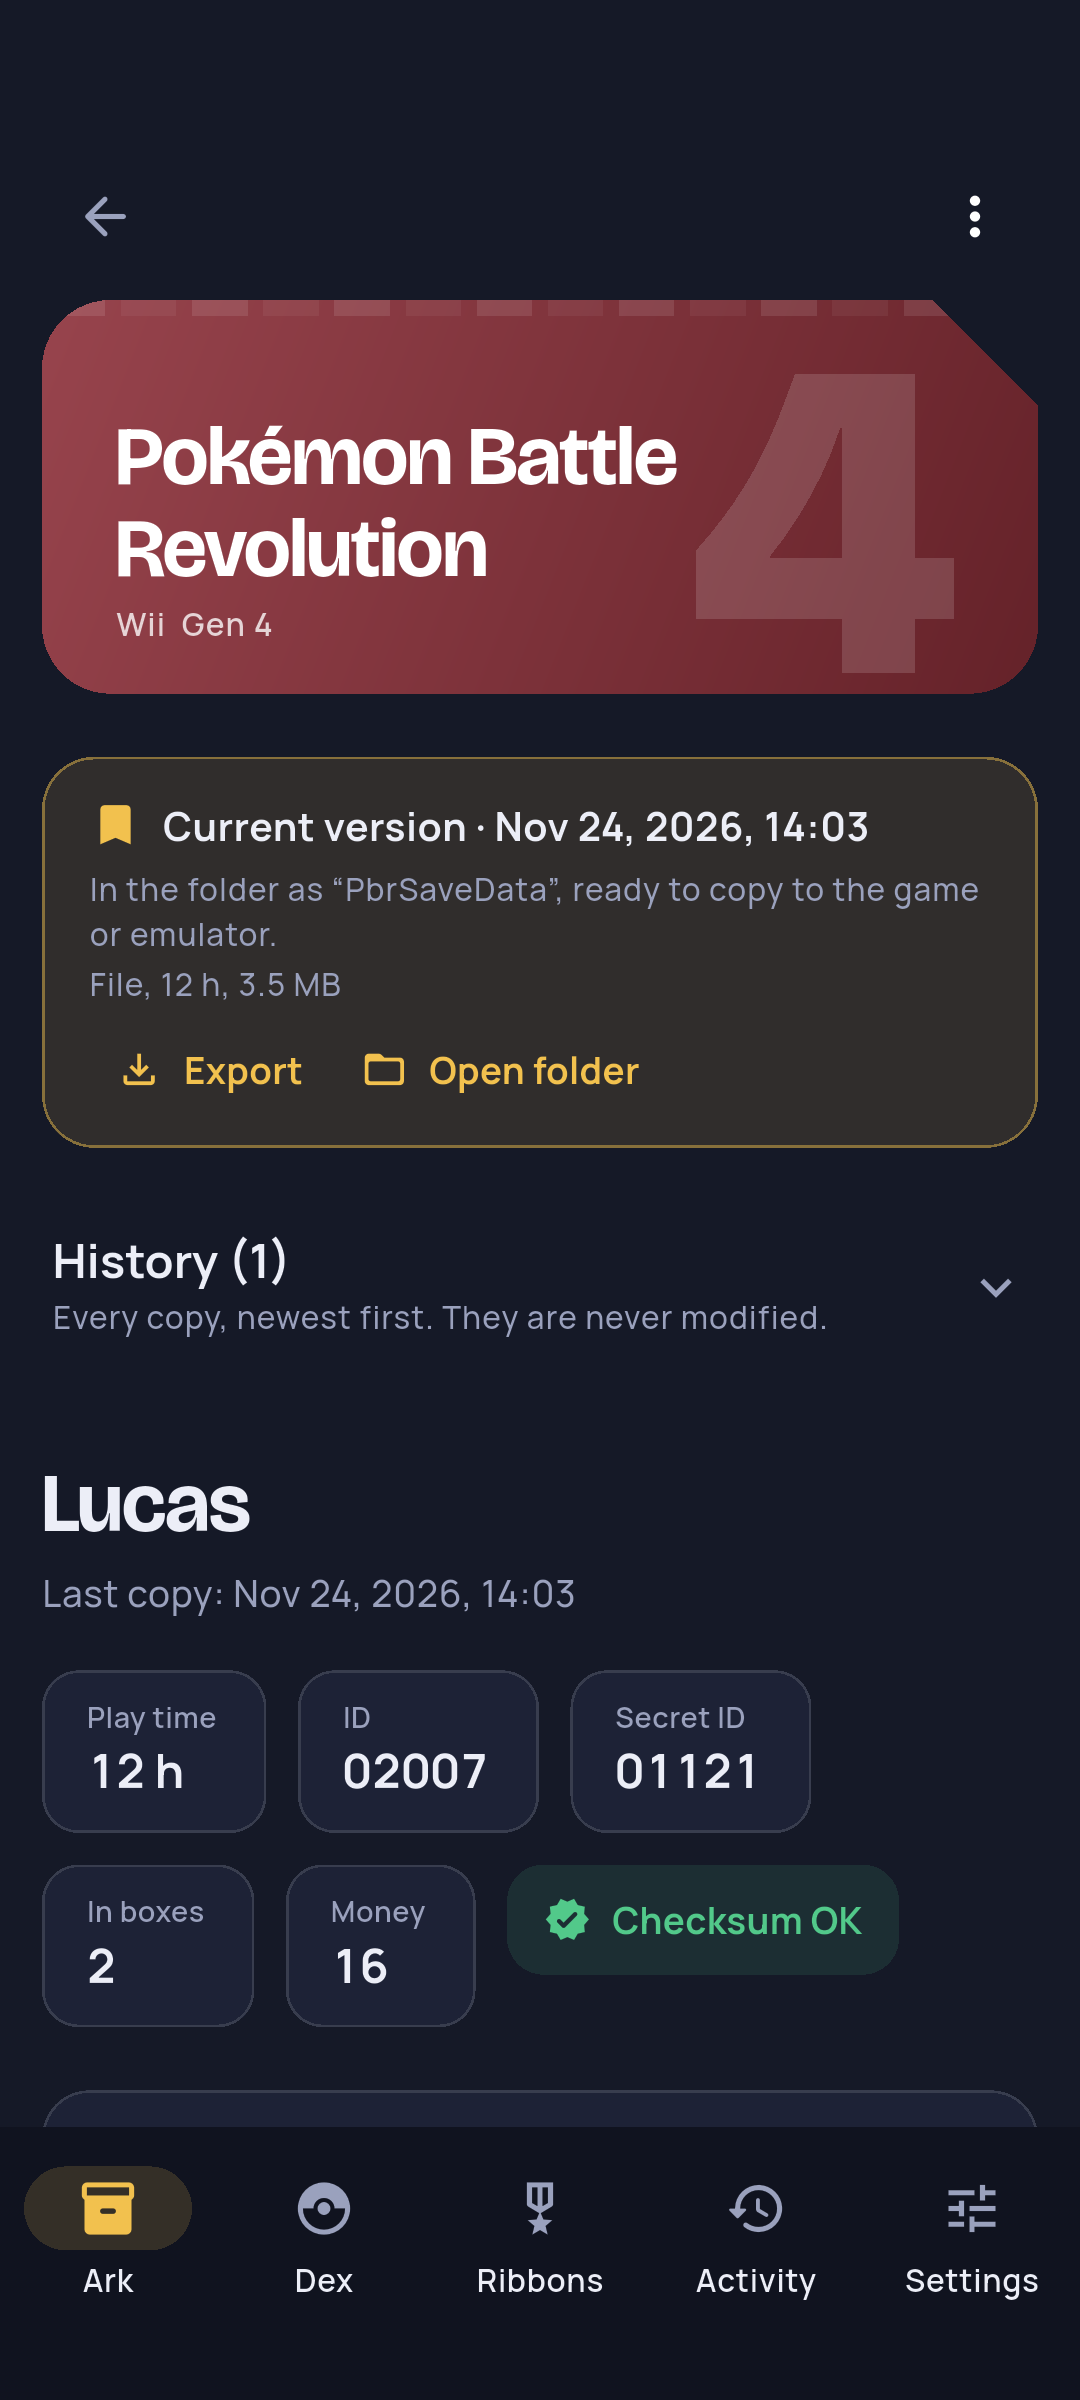 4
Pokémon Battle
Revolution
Wii Gen 4
Current version · Nov 24, 2026, 14:03
In the folder as “PbrSaveData”, ready to copy to the game
or emulator.
File, 12 h, 3.5 MB
Export
Open folder
History (1)
Every copy, newest first. They are never modified.
Lucas
Last copy: Nov 24, 2026, 14:03
Play time
12 h
ID
02007
Secret ID
01121
In boxes
2
Money
16
Checksum OK
Ark
Dex
Ribbons
Activity
Settings